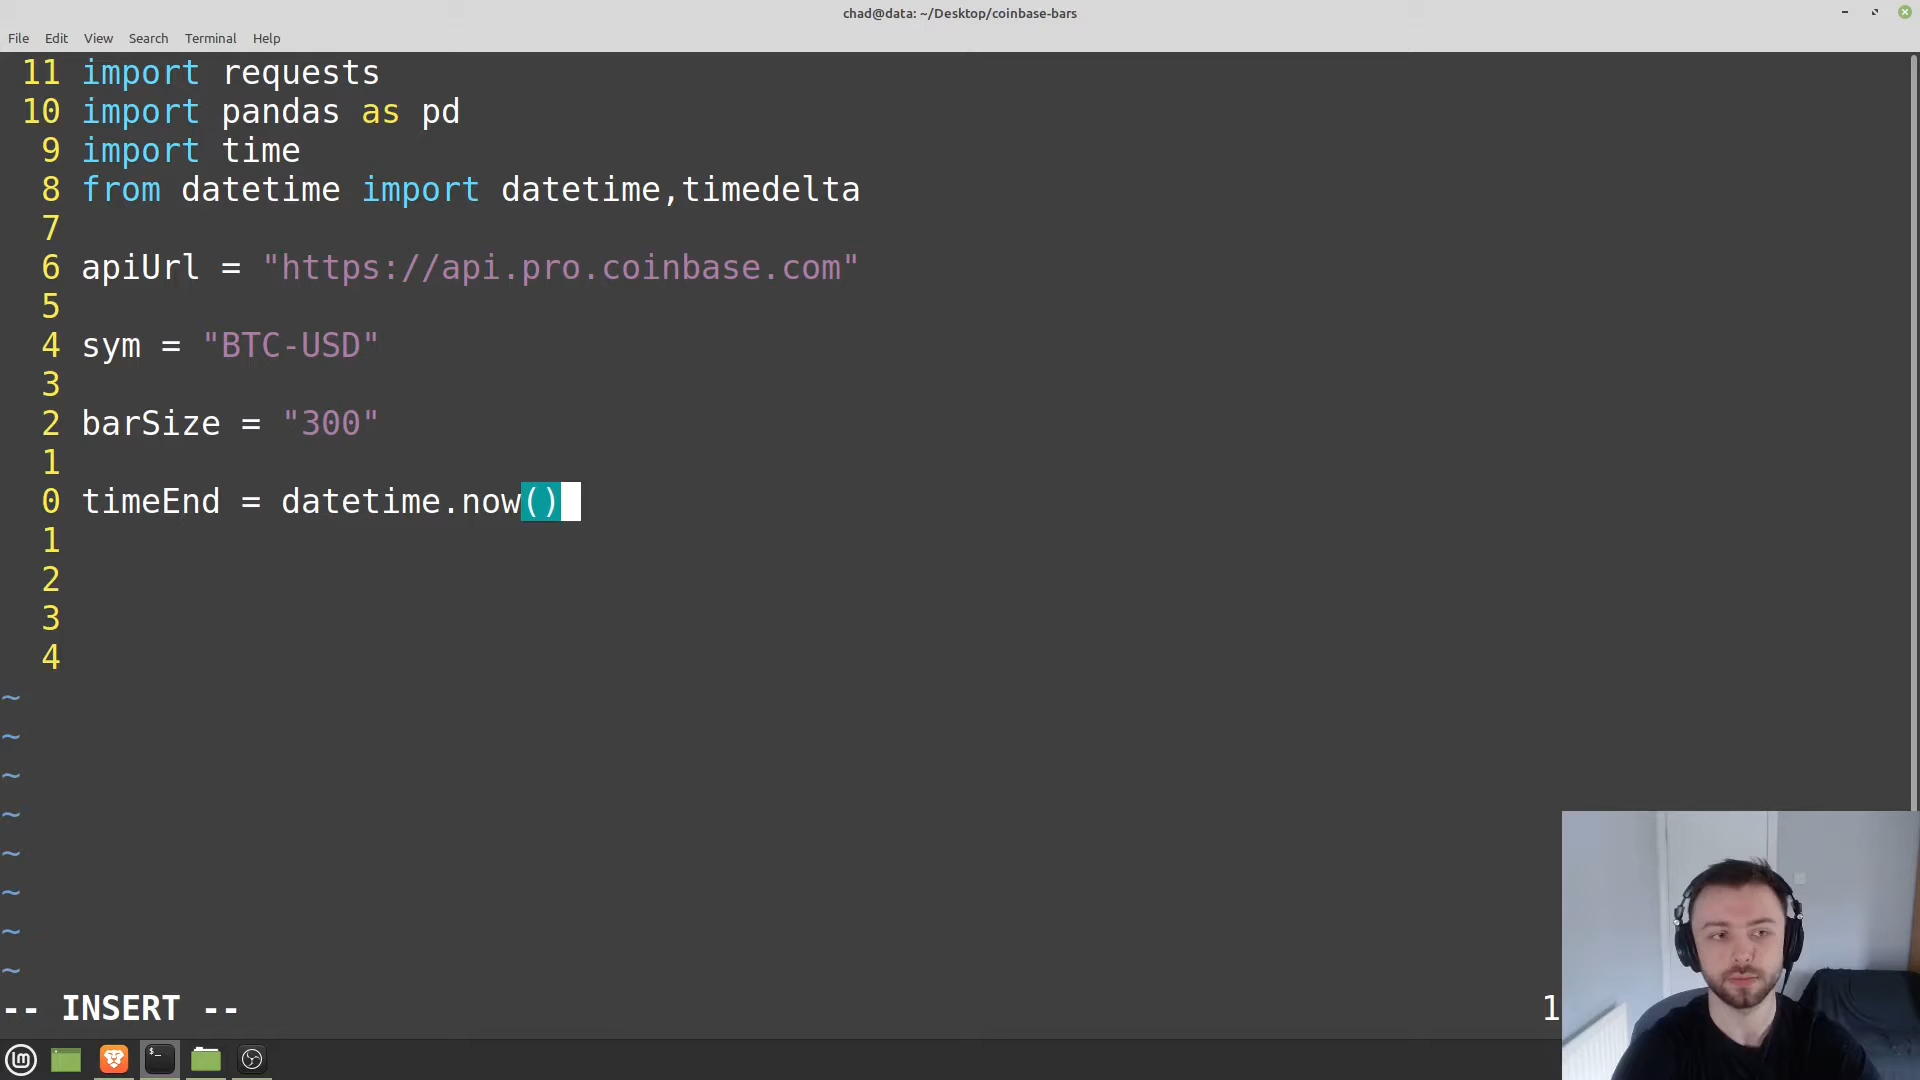 chad@data: ~/Desktop/coinbase-bars
File Edit View Search Terminal Help
11 import requests
10 import pandas as pd
9 import time
8 from datetime import datetime,timedelta
7
6 apiUrl = "https://api.pro.coinbase.com"
5
4 sym = "BTC-USD"
3
2 barSize = "300"
1
0 timeEnd = datetime.now()
1
2
3
4
~
~
~
~
~
~
~
~
-- INSERT -- 1
$_